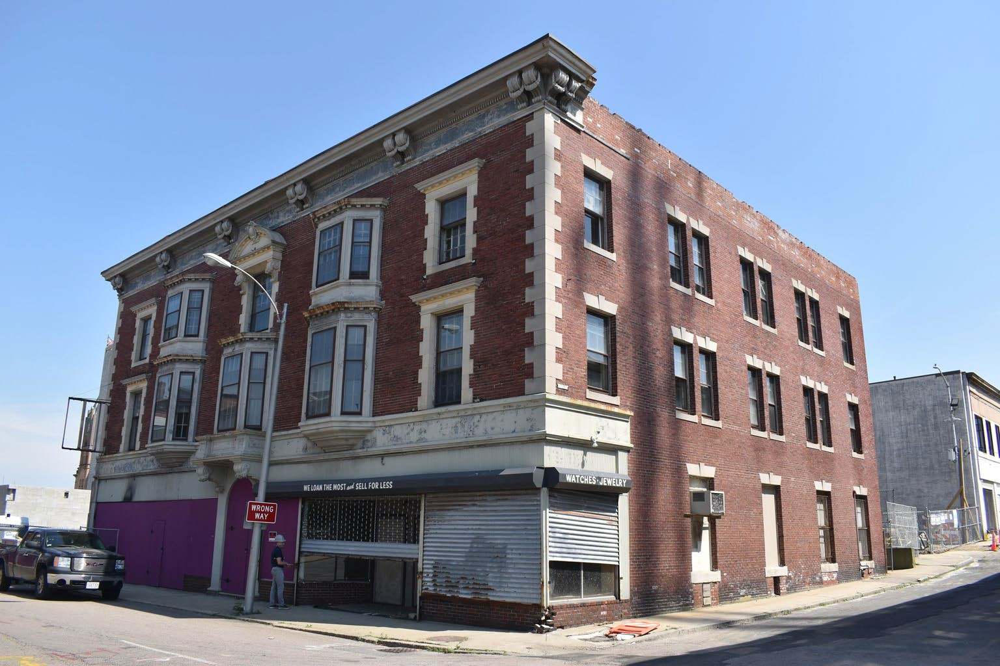 WE LOAN THE MOST and SELL FOR LESS
WATCHES · JEWELRY
WRONG
WAY